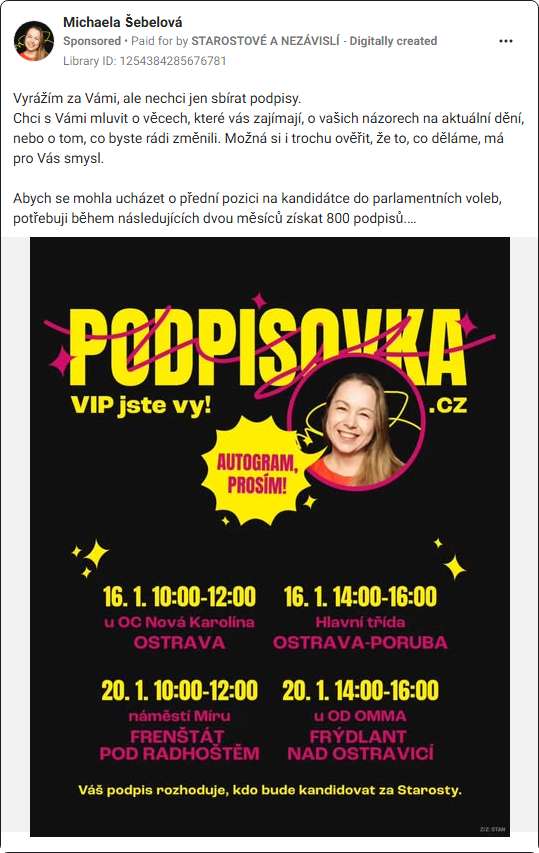 Michaela Šebelová
Sponsored • Paid for by STAROSTOVÉ A NEZÁVISLÍ - Digitally created
Library ID: 1254384285676781
Vyrážím za Vámi, ale nechci jen sbírat podpisy.
Chci s Vámi mluvit o věcech, které vás zajímají, o vašich názorech na aktuální dění,
nebo o tom, co byste rádi změnili. Možná si i trochu ověřit, že to, co děláme, má
pro Vás smysl.
Abych se mohla ucházet o přední pozici na kandidátce do parlamentních voleb,
potřebuji během následujících dvou měsíců získat 800 podpisů....
PODPISOVKA
VIP jste vy!
.CZ
AUTOGRAM,
PROSÍM!
16. 1. 10:00-12:00
u OC Nová Karolína
OSTRAVA
16. 1. 14:00-16:00
Hlavní třída
OSTRAVA-PORUBA
20. 1. 10:00-12:00
náměstí Míru
FRENŠTÁT
POD RADHOŠTĚM
20. 1. 14:00-16:00
u OD OMMA
FRÝDLANT
NAD OSTRAVICÍ
Váš podpis rozhoduje, kdo bude kandidovat za Starosty.
Z/Z: STAN